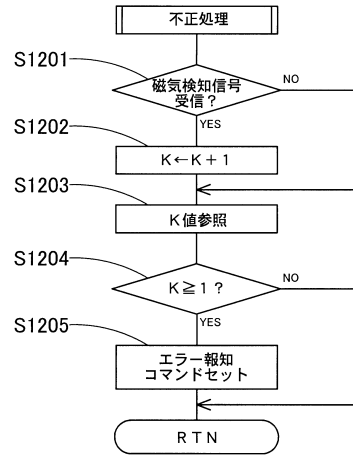 不正処理
S1201
磁気検知信号
受信？
NO
YES
S1202
K←K＋1
S1203
K値参照
S1204
K≧1？
NO
YES
S1205
エラー報知
コマンドセット
RTN